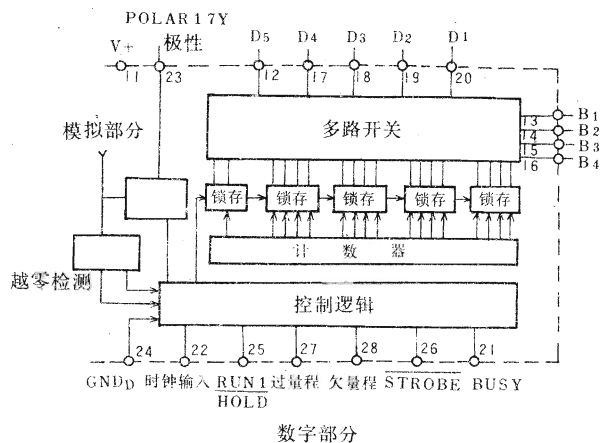 POLAR17Y
V+ 极性 D5 D4 D3 D2 D1
11 23 12 17 18 19 20
模拟部分
多路开关
13 B1
14 B2
15 B3
16 B4
锁存 锁存 锁存 锁存 锁存
计数器
越零检测
控制逻辑
24 22 25 27 28 26 21
GNDD 时钟输入 RUN1 过量程 欠量程 STROBE BUSY
HOLD
数字部分